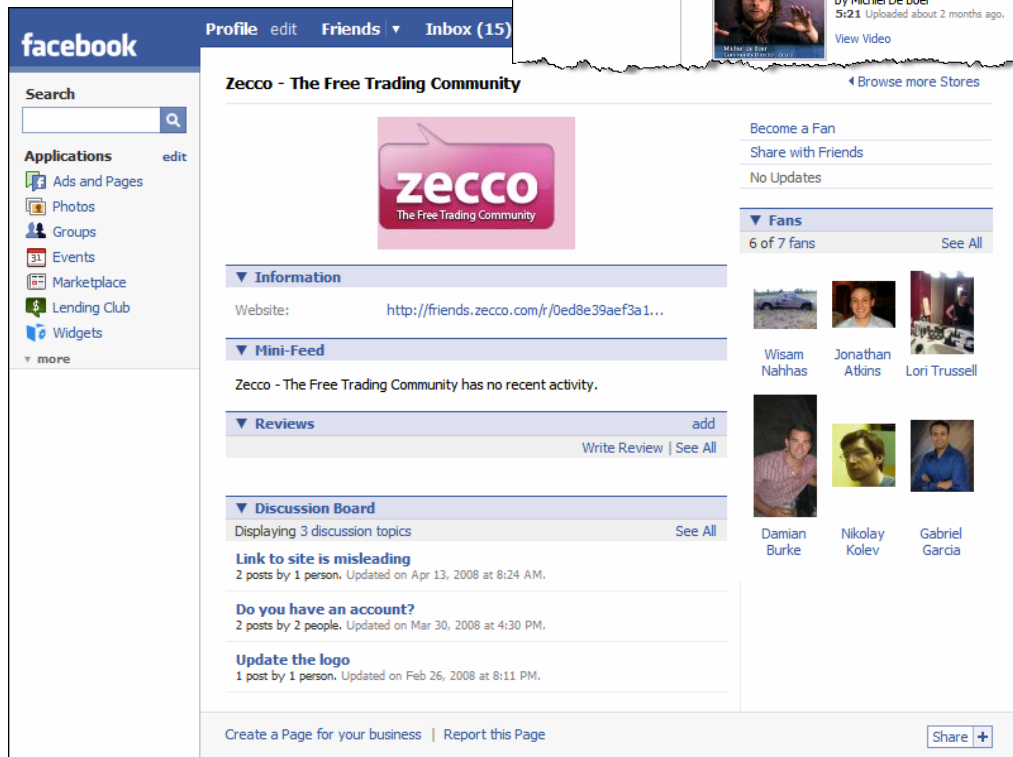 facebook
Profile edit Friends ▼ Inbox (15)
by Michiel De Boer
5:21 Uploaded about 2 months ago.
View Video
Search
Applications edit
Ads and Pages
Photos
Groups
31 Events
Marketplace
$ Lending Club
Widgets
▼ more
Zecco - The Free Trading Community
Browse more Stores
zecco
The Free Trading Community
▼ Information
Website: http://friends.zecco.com/r/0ed8e39aef3a1...
▼ Mini-Feed
Zecco - The Free Trading Community has no recent activity.
▼ Reviews add
Write Review | See All
▼ Discussion Board
Displaying 3 discussion topics See All
Link to site is misleading
2 posts by 1 person. Updated on Apr 13, 2008 at 8:24 AM.
Do you have an account?
2 posts by 2 people. Updated on Mar 30, 2008 at 4:30 PM.
Update the logo
1 post by 1 person. Updated on Feb 26, 2008 at 8:11 PM.
Become a Fan
Share with Friends
No Updates
▼ Fans
6 of 7 fans See All
Wisam Nahhas
Jonathan Atkins
Lori Trussell
Damian Burke
Nikolay Kolev
Gabriel Garcia
Create a Page for your business | Report this Page
Share +